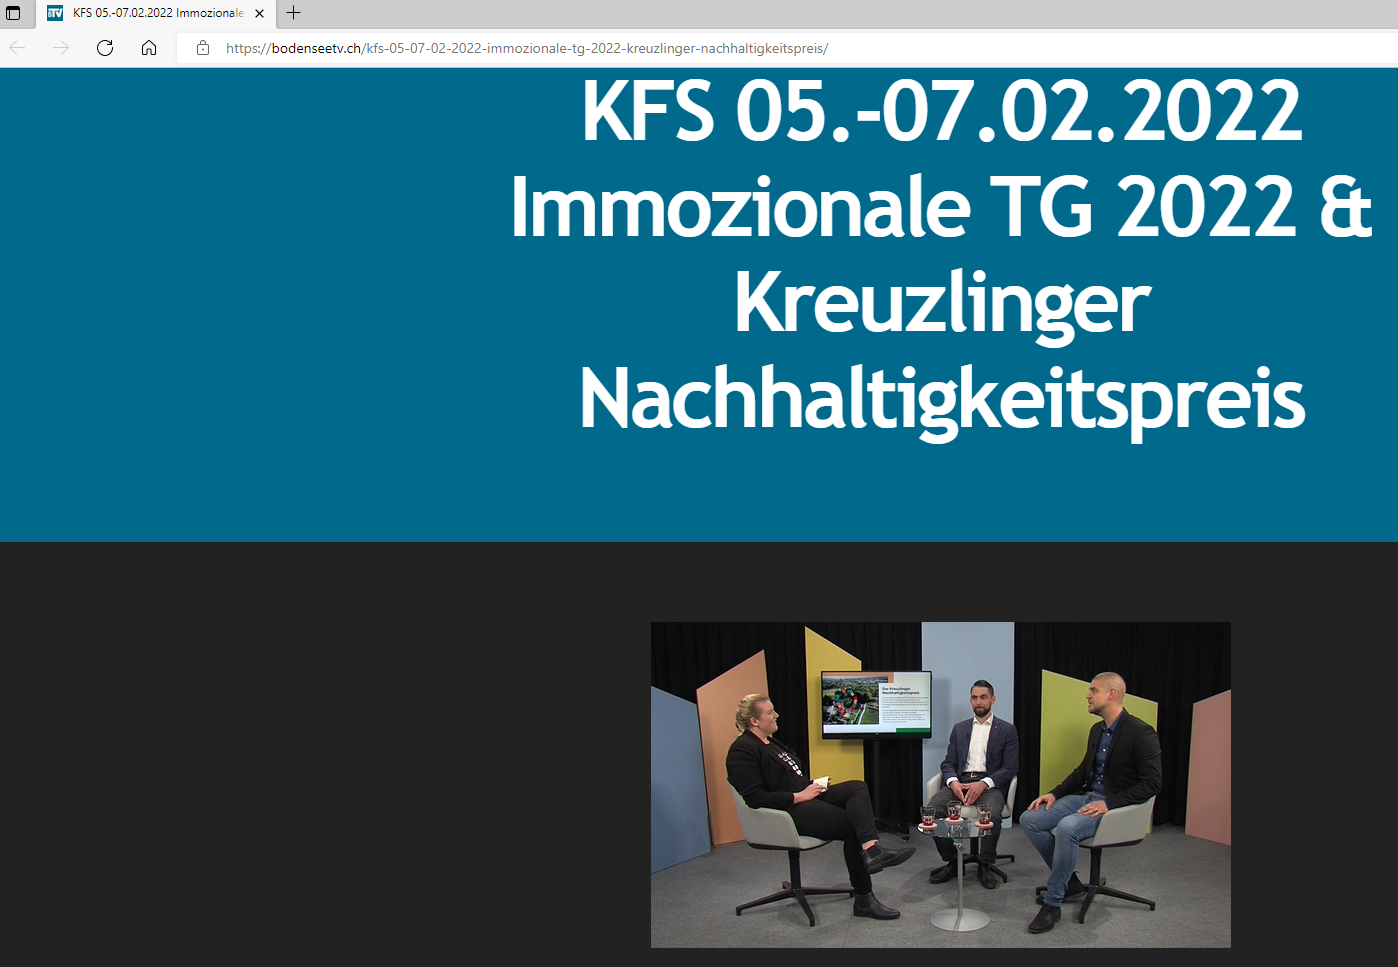 TV
KFS 05.-07.02.2022 Immozionale
https://bodenseetv.ch/kfs-05-07-02-2022-immozionale-tg-2022-kreuzlinger-nachhaltigkeitspreis/
KFS 05.-07.02.2022
Immozionale TG 2022 &
Kreuzlinger
Nachhaltigkeitspreis
Der Kreuzlinger
Nachhaltigkeitspreis